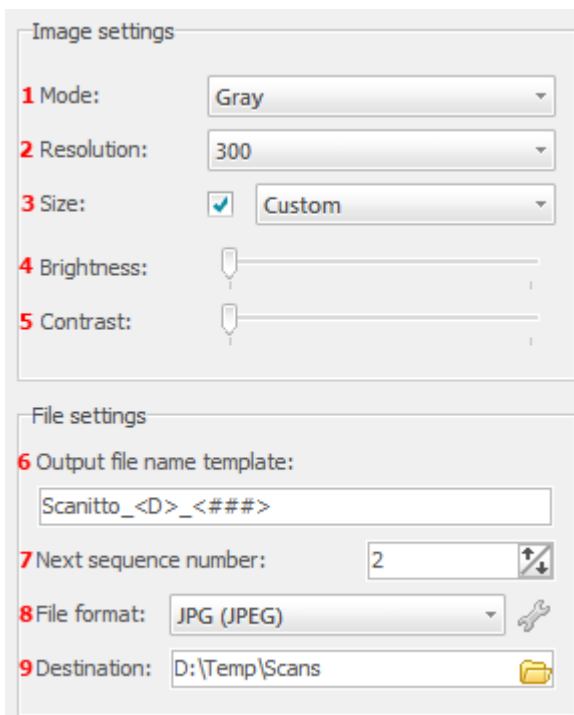 Image settings
1 Mode: Gray
2 Resolution: 300
3 Size: Custom
4 Brightness:
5 Contrast:
File settings
6 Output file name template:
Scanitto_<D>_<###>
7 Next sequence number: 2
8 File format: JPG (JPEG)
9 Destination: D:\Temp\Scans